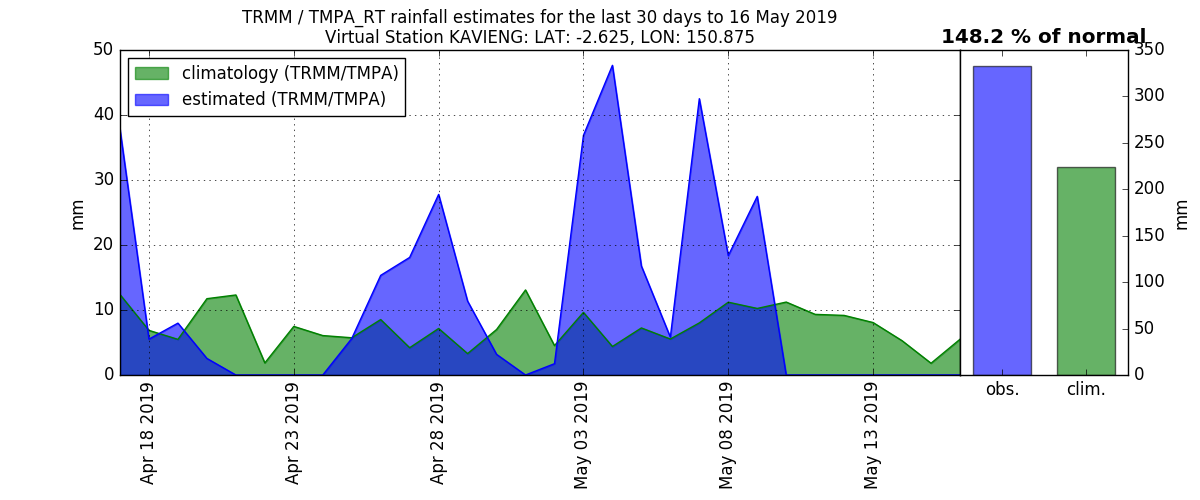 TRMM / TMPA_RT rainfall estimates for the last 30 days to 16 May 2019
Virtual Station KAVIENG: LAT: -2.625, LON: 150.875
148.2 % of normal
climatology (TRMM/TMPA)
estimated (TRMM/TMPA)
50
40
30
20
10
0
mm
Apr 18 2019
Apr 23 2019
Apr 28 2019
May 03 2019
May 08 2019
May 13 2019
obs.
clim.
350
300
250
200
150
100
50
0
mm